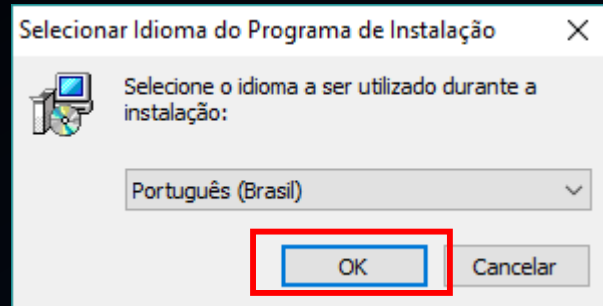 Selecionar Idioma do Programa de Instalação
Selecione o idioma a ser utilizado durante a
instalação:
Português (Brasil)
OK
Cancelar